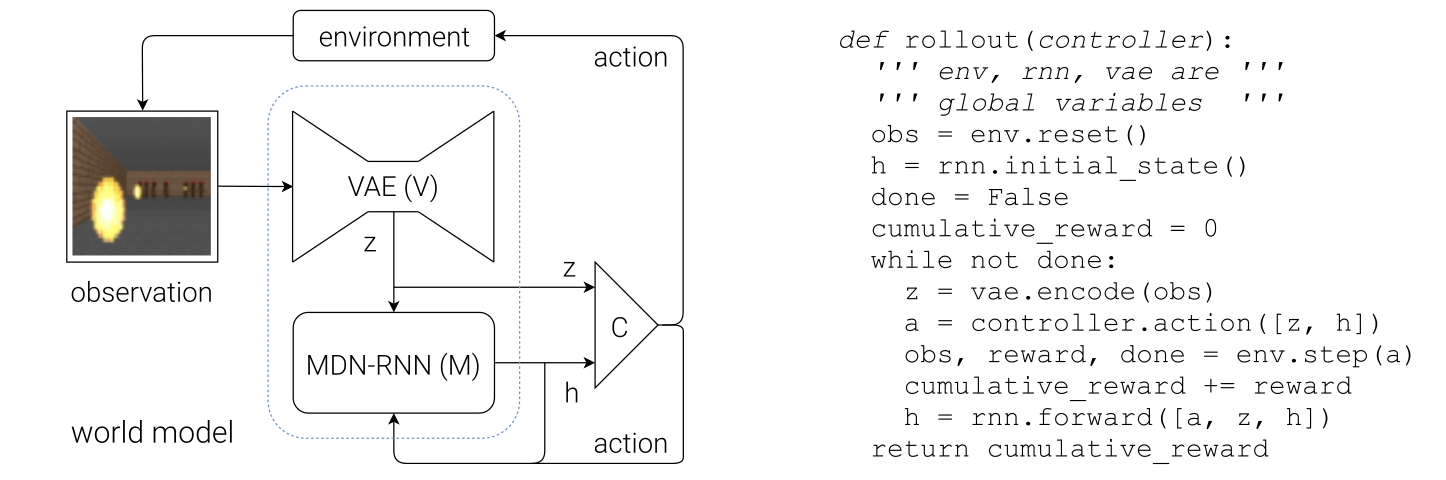 environment
action
observation
VAE (V)
z
z
C
MDN-RNN (M)
h
world model
action
def rollout(controller):
''' env, rnn, vae are '''
''' global variables '''
obs = env.reset()
h = rnn.initial_state()
done = False
cumulative_reward = 0
while not done:
z = vae.encode(obs)
a = controller.action([z, h])
obs, reward, done = env.step(a)
cumulative_reward += reward
h = rnn.forward([a, z, h])
return cumulative_reward